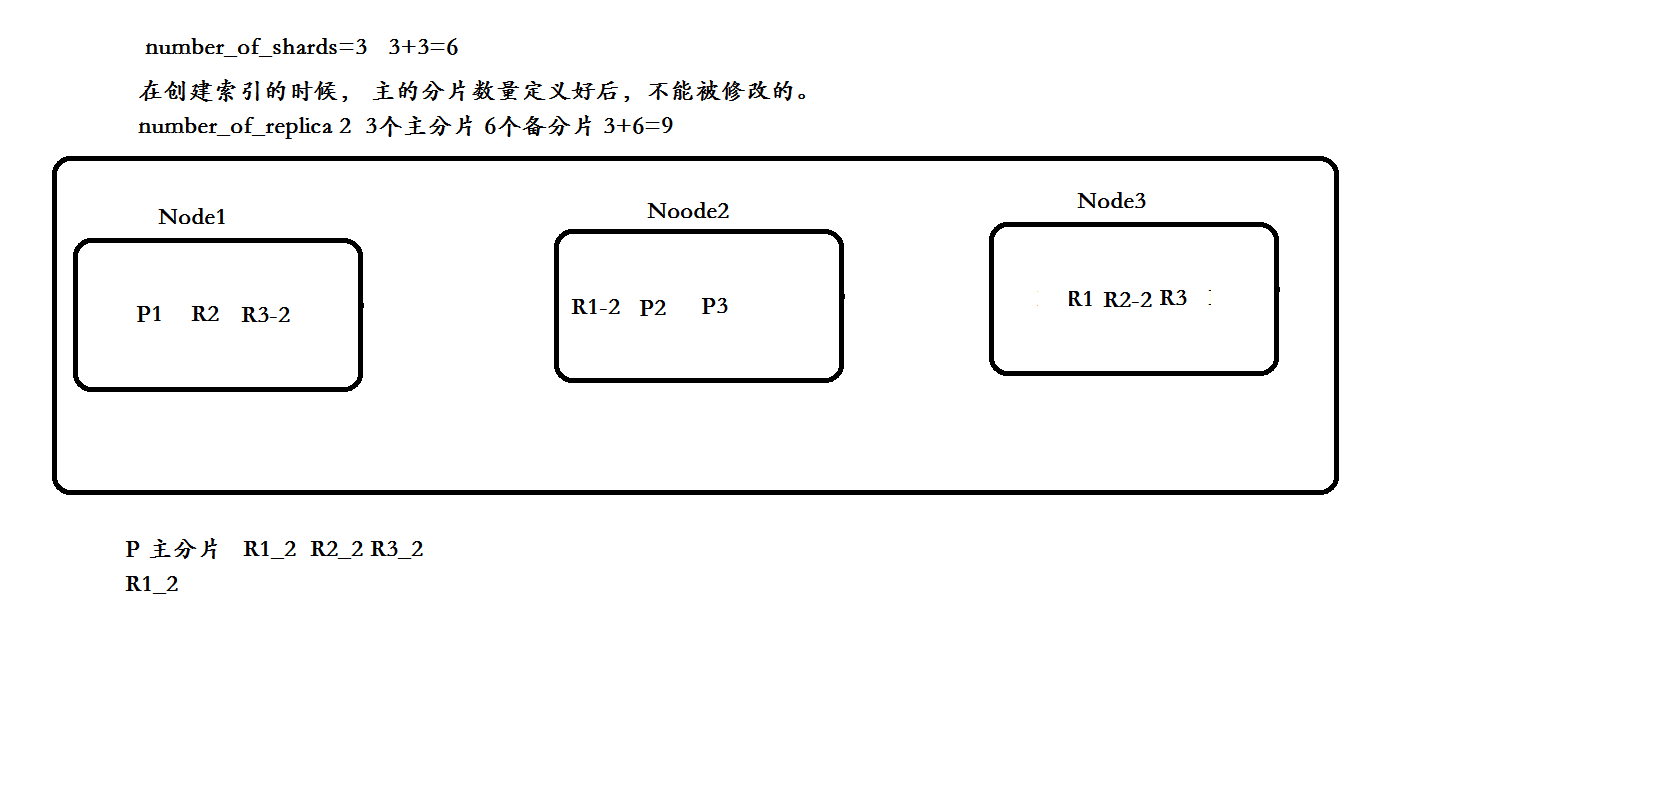 number_of_shards=3 3+3=6
在创建索引的时候， 主的分片数量定义好后，不能被修改的。
number_of_replica 2 3个主分片 6个备分片 3+6=9
Node1
Noode2
Node3
P1 R2 R3-2
R1-2 P2 P3
R1 R2-2 R3
P 主分片 R1_2 R2_2 R3_2
R1_2